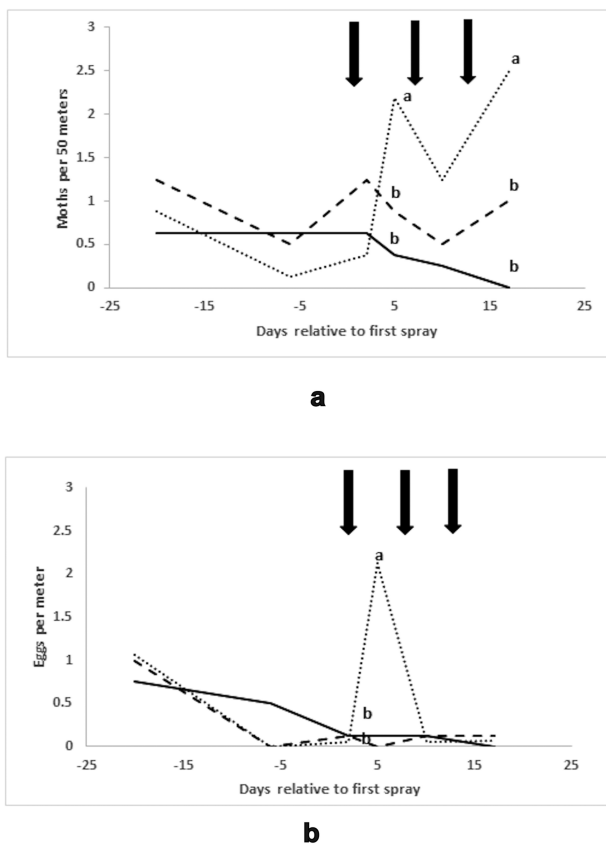 3
2.5
2
1.5
1
0.5
0
Moths per 50 meters
a
a
b
b
b
b
-25
-15
-5
5
15
25
Days relative to first spray
a
3
2.5
2
1.5
1
0.5
0
Eggs per meter
a
b
b
-25
-15
-5
5
15
25
Days relative to first spray
b